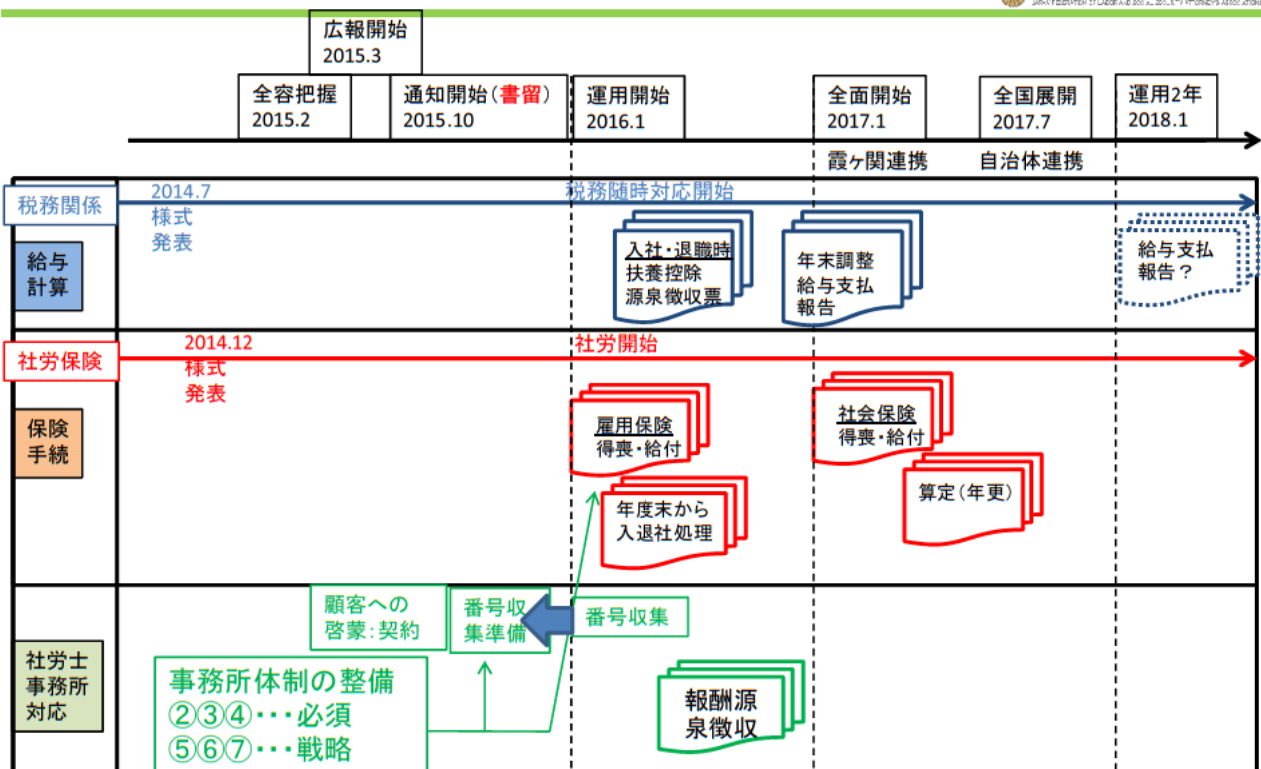 JAPAN FEDERATION OF LABOR AND SOCIAL SECURITY ATTORNEY'S ASSOCIATIONS
広報開始
2015.3
全容把握
2015.2
通知開始(書留)
2015.10
運用開始
2016.1
全面開始
2017.1
全国展開
2017.7
運用2年
2018.1
霞ヶ関連携
自治体連携
税務関係
2014.7
様式
発表
税務随時対応開始
給与
計算
入社・退職時
扶養控除
源泉徴収票
年末調整
給与支払
報告
給与支払
報告?
社労保険
2014.12
様式
発表
社労開始
保険
手続
雇用保険
得喪・給付
年度末から
入退社処理
社会保険
得喪・給付
算定(年更)
社労士
事務所
対応
顧客への
啓蒙:契約
番号収
集準備
番号収集
事務所体制の整備
②③④・・・必須
⑤⑥⑦・・・戦略
報酬源
泉徴収